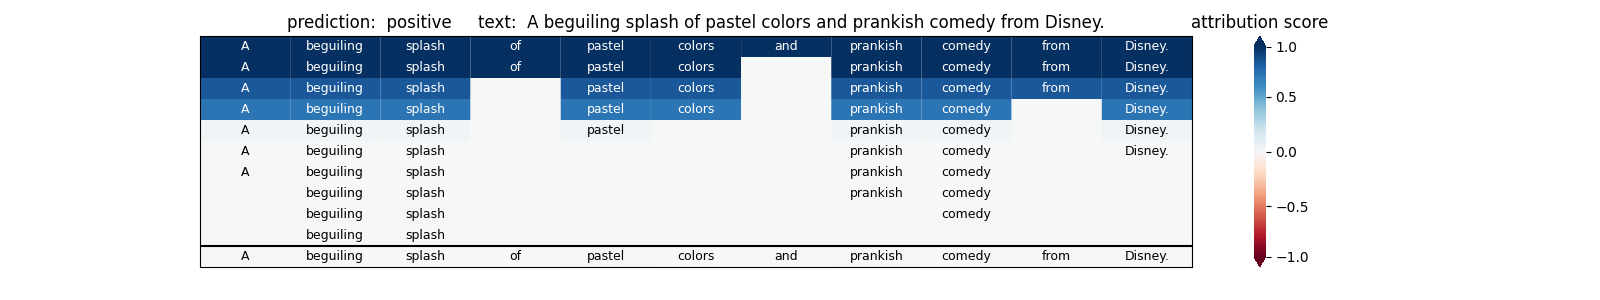 prediction: positive text: A beguiling splash of pastel colors and prankish comedy from Disney. attribution score
A beguiling splash of pastel colors and prankish comedy from Disney. 1.0
A beguiling splash of pastel colors prankish comedy from Disney.
A beguiling splash pastel colors prankish comedy from Disney.
A beguiling splash pastel colors prankish comedy Disney. 0.5
A beguiling splash pastel prankish comedy Disney.
A beguiling splash prankish comedy Disney. 0.0
A beguiling splash prankish comedy
beguiling splash prankish comedy
beguiling splash comedy −0.5
beguiling splash
A beguiling splash of pastel colors and prankish comedy from Disney. −1.0